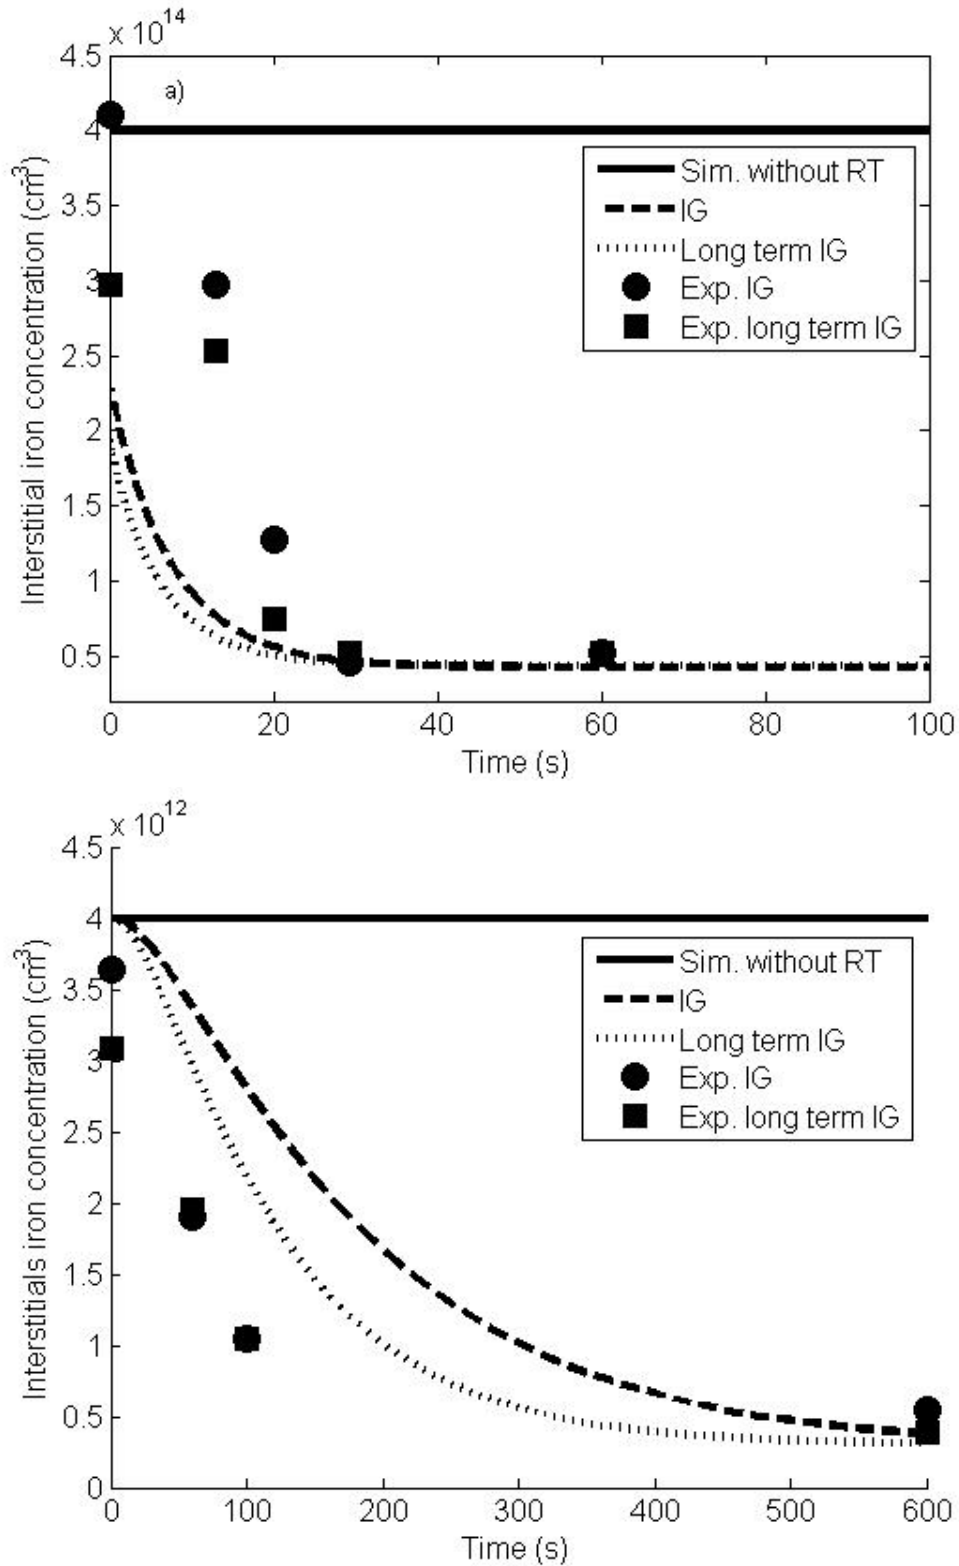 x 10^14
4.5
a)
4
3.5
3
2.5
2
1.5
1
0.5
Interstitial iron concentration (cm^-3)
Sim. without RT
IG
Long term IG
Exp. IG
Exp. long term IG
0 20 40 60 80 100
Time (s)
x 10^12
4.5
4
3.5
3
2.5
2
1.5
1
0.5
0
Interstitials iron concentration (cm^-3)
Sim. without RT
IG
Long term IG
Exp. IG
Exp. long term IG
0 100 200 300 400 500 600
Time (s)